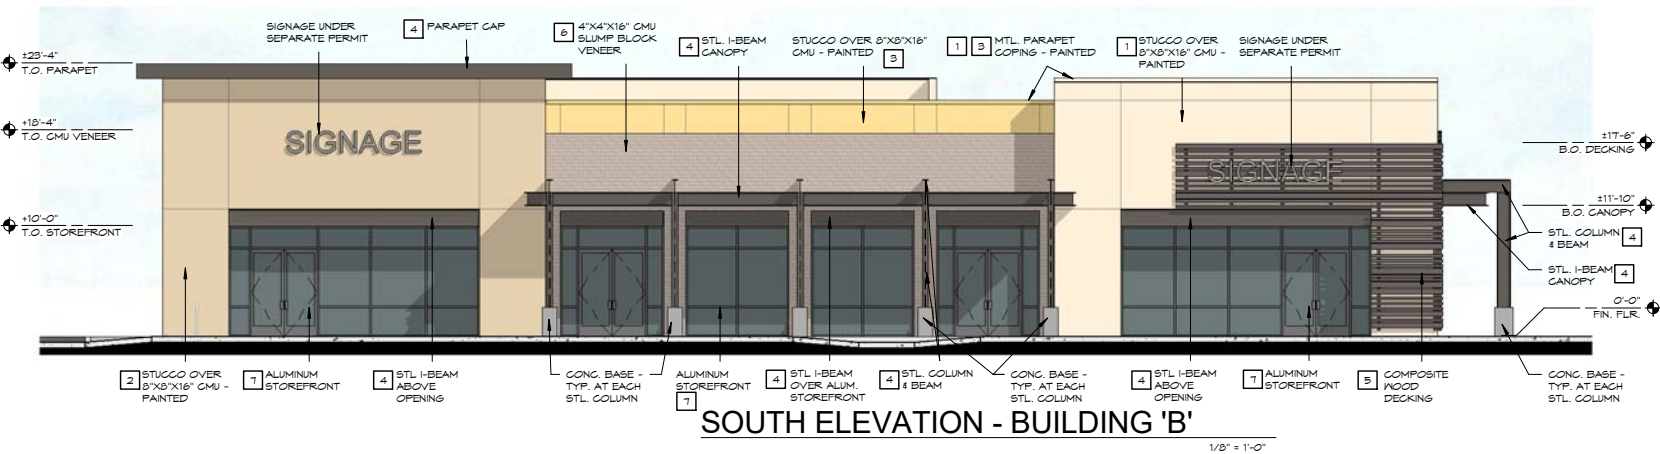 SIGNAGE UNDER
SEPARATE PERMIT
4 PARAPET CAP
6 4"X4"X16" CMU
SLUMP BLOCK
VENEER
4 STL. I-BEAM
CANOPY
STUCCO OVER 8"X8"X16"
CMU - PAINTED
3
1 3 MTL. PARAPET
COPING - PAINTED
1 STUCCO OVER
8"X8"X16" CMU -
PAINTED
SIGNAGE UNDER
SEPARATE PERMIT
±23'-4"
T.O. PARAPET
+18'-4"
T.O. CMU VENEER
+10'-0"
T.O. STOREFRONT
SIGNAGE
SIGNAGE
±17'-6"
B.O. DECKING
±11'-10"
B.O. CANOPY
STL. COLUMN
& BEAM
4
STL. I-BEAM
CANOPY
4
0'-0"
FIN. FLR.
2 STUCCO OVER
8"X8"X16" CMU -
PAINTED
7 ALUMINUM
STOREFRONT
4 STL I-BEAM
ABOVE
OPENING
CONC. BASE -
TYP. AT EACH
STL. COLUMN
ALUMINUM
STOREFRONT
7
4 STL I-BEAM
OVER ALUM.
STOREFRONT
4 STL. COLUMN
& BEAM
CONC. BASE -
TYP. AT EACH
STL. COLUMN
4 STL I-BEAM
ABOVE
OPENING
7 ALUMINUM
STOREFRONT
5 COMPOSITE
WOOD
DECKING
CONC. BASE -
TYP. AT EACH
STL. COLUMN
SOUTH ELEVATION - BUILDING 'B'
1/8" = 1'-0"